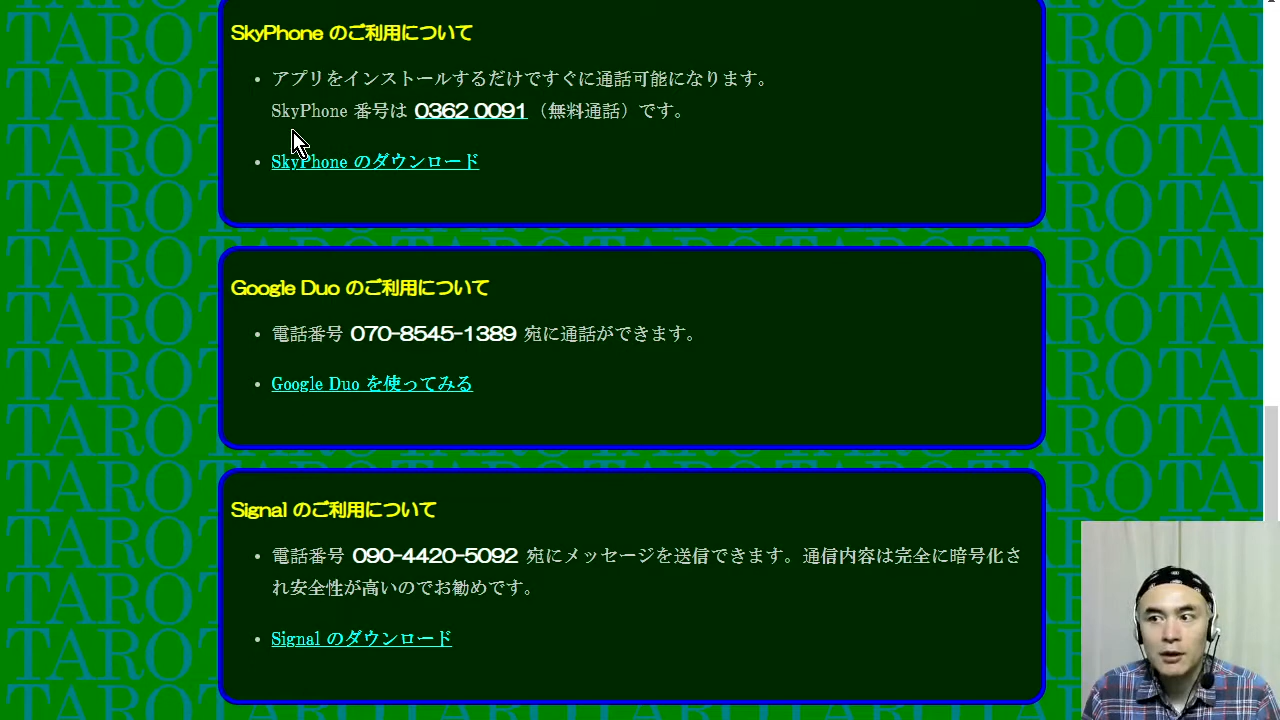 SkyPhone のご利用について
アプリをインストールするだけですぐに通話可能になります。
SkyPhone 番号は 0362 0091 （無料通話）です。
SkyPhone のダウンロード
Google Duo のご利用について
電話番号 070-8545-1389 宛に通話ができます。
Google Duo を使ってみる
Signal のご利用について
電話番号 090-4420-5092 宛にメッセージを送信できます。通信内容は完全に暗号化さ
れ安全性が高いのでお勧めです。
Signal のダウンロード
TAROT